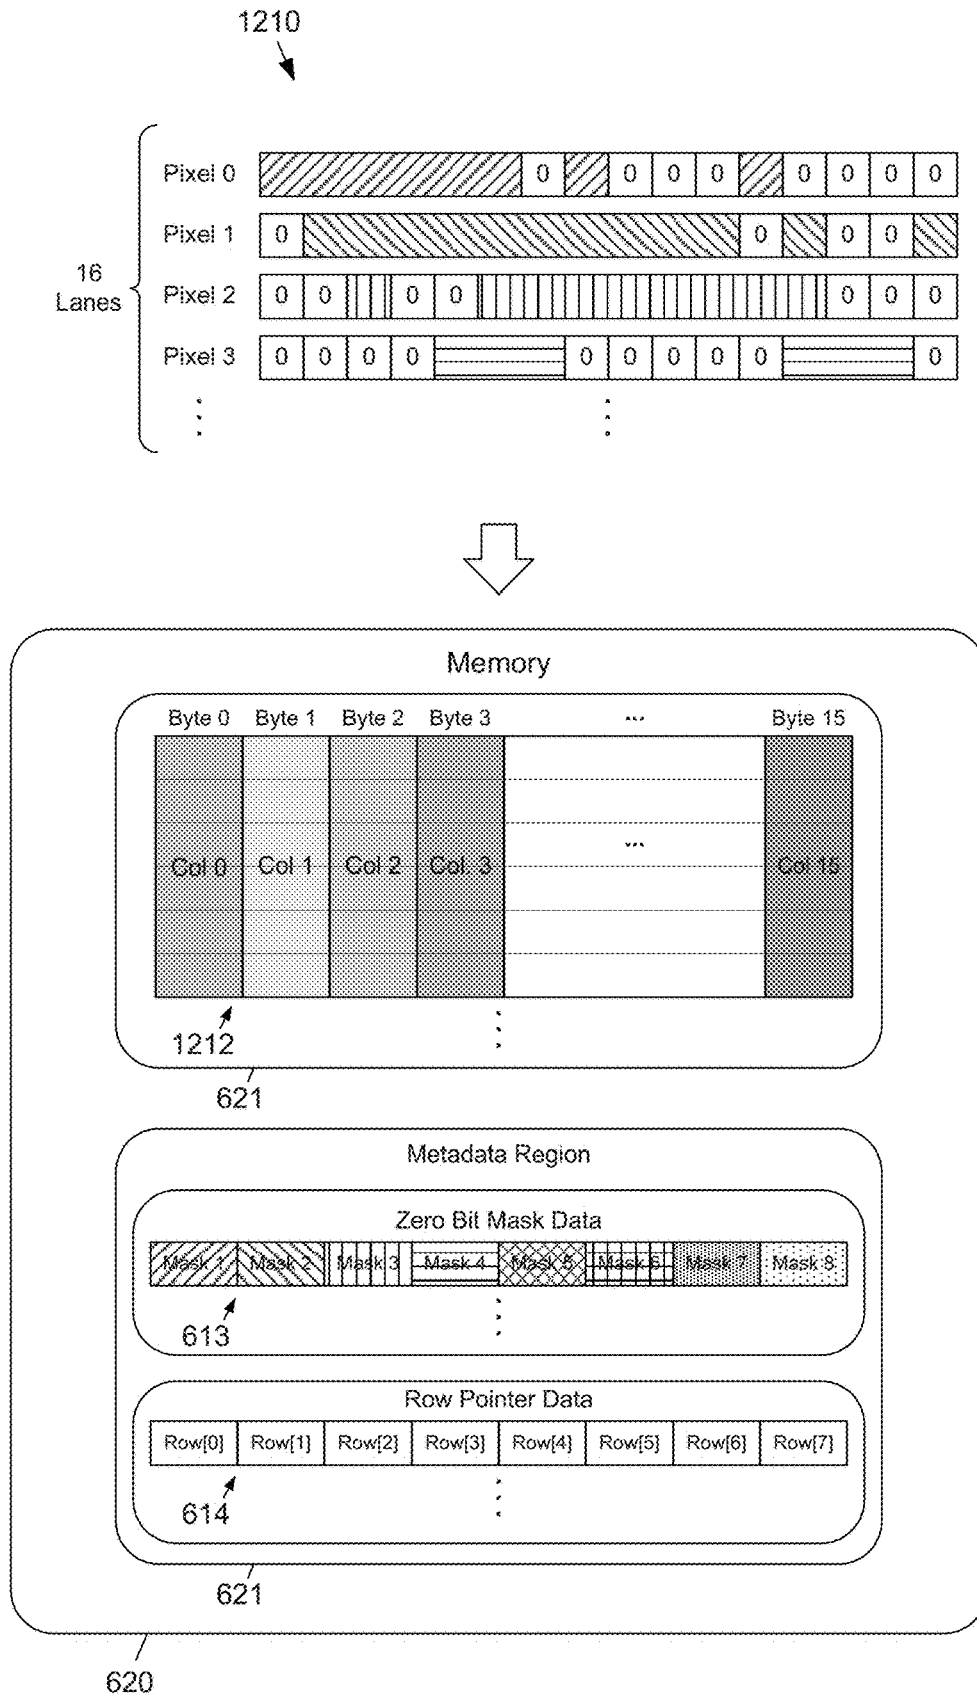 1210
Pixel 0 0 0 0 0 0 0 0 0
Pixel 1 0 0 0 0
16
Lanes
Pixel 2 0 0 0 0 0 0 0
Pixel 3 0 0 0 0 0 0 0 0 0 0
Memory
Byte 0 Byte 1 Byte 2 Byte 3 ... Byte 15
Col 0 Col 1 Col 2 Col. 3 ... Col 15
1212
621
Metadata Region
Zero Bit Mask Data
Mask 1 Mask 2 Mask 3 Mask 4 Mask 5 Mask 6 Mask 7 Mask 8
613
Row Pointer Data
Row[0] Row[1] Row[2] Row[3] Row[4] Row[5] Row[6] Row[7]
614
621
620